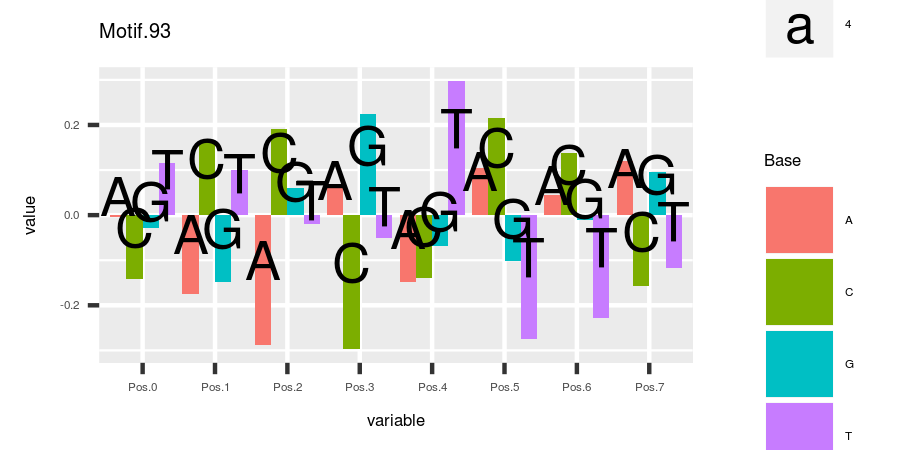 Motif.93
a 4
0.2
0.0
-0.2
value
A C G T A C G T A C G T A C G T A C G T A C G T A C G T A C G T
Pos.0 Pos.1 Pos.2 Pos.3 Pos.4 Pos.5 Pos.6 Pos.7
variable
Base
A
C
G
T